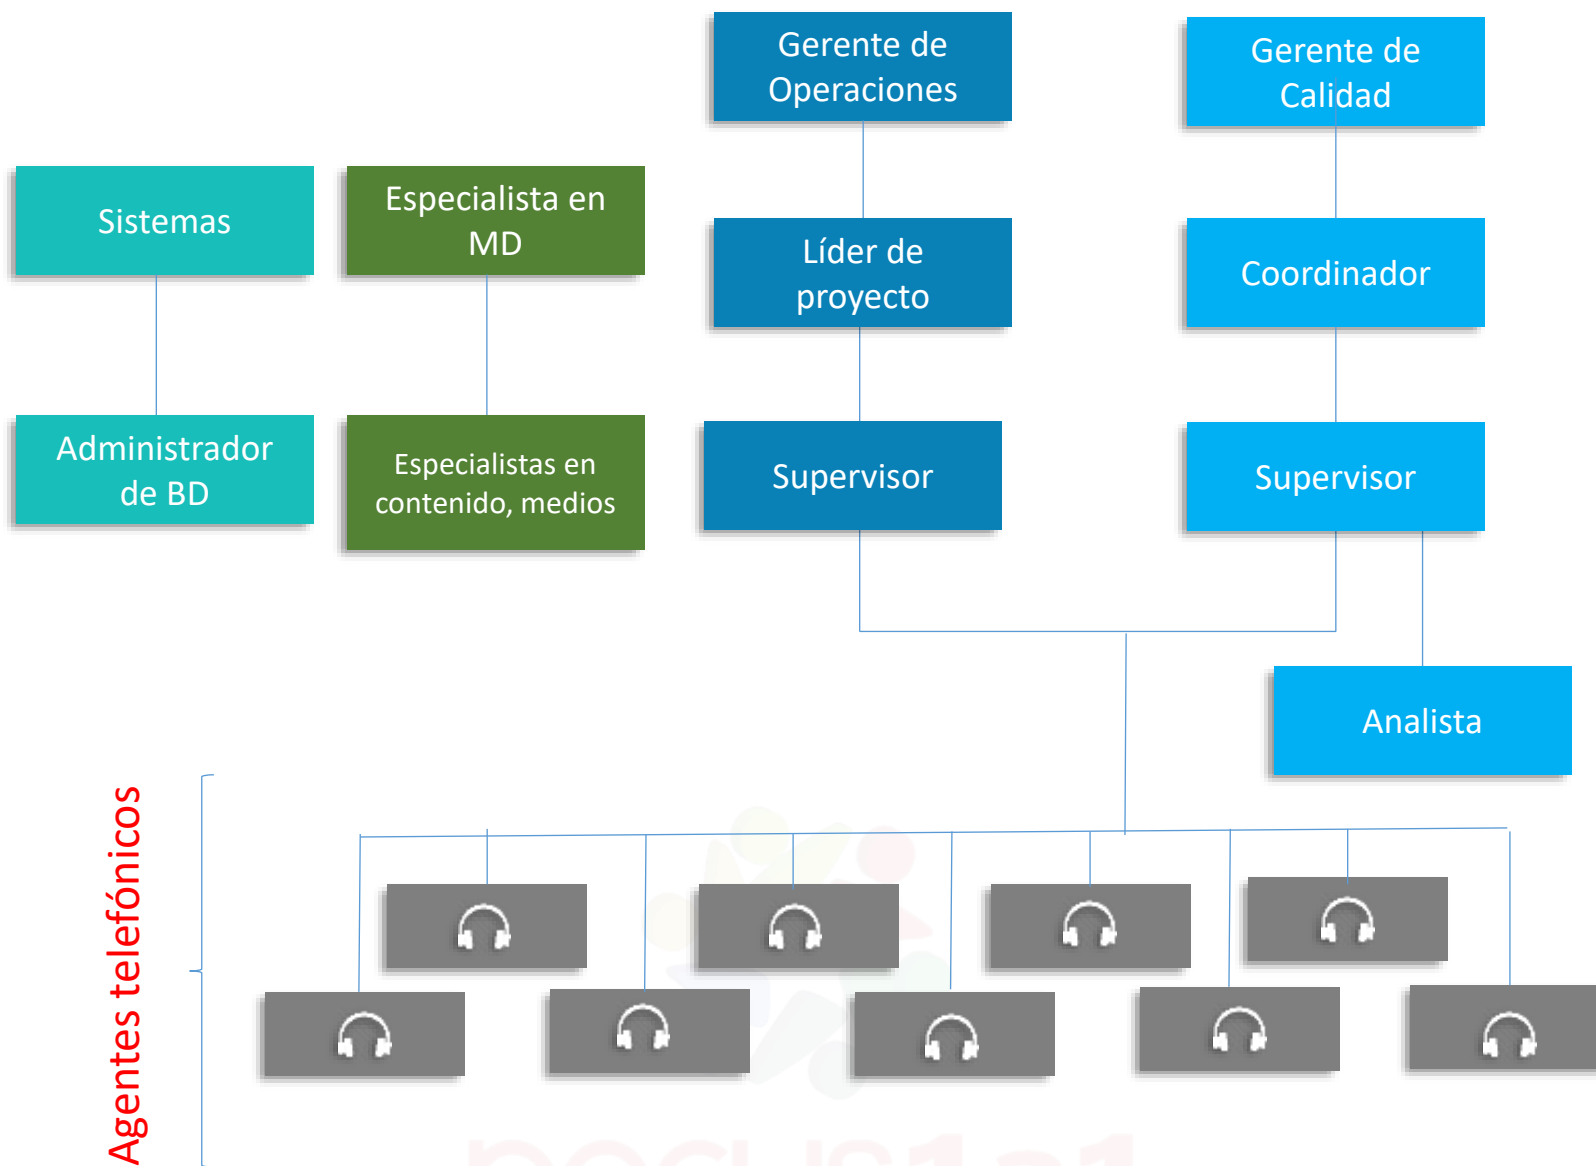 Gerente de
Operaciones
Gerente de
Calidad
Sistemas
Especialista en
MD
Líder de
proyecto
Coordinador
Administrador
de BD
Especialistas en
contenido, medios
Supervisor
Supervisor
Analista
Agentes telefónicos